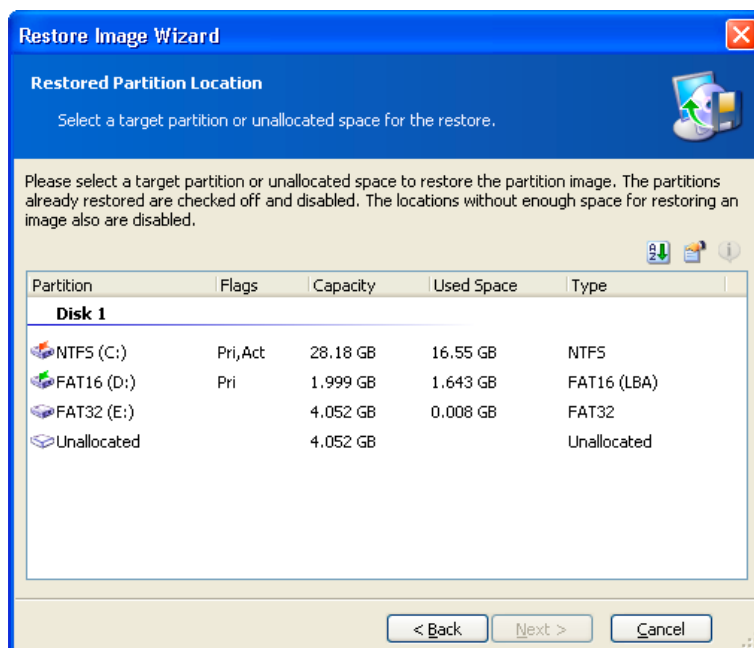 Restore Image Wizard
Restored Partition Location
Select a target partition or unallocated space for the restore.
Please select a target partition or unallocated space to restore the partition image. The partitions
already restored are checked off and disabled. The locations without enough space for restoring an
image also are disabled.
Partition Flags Capacity Used Space Type
Disk 1
NTFS (C:) Pri,Act 28.18 GB 16.55 GB NTFS
FAT16 (D:) Pri 1.999 GB 1.643 GB FAT16 (LBA)
FAT32 (E:) 4.052 GB 0.008 GB FAT32
Unallocated 4.052 GB Unallocated
< Back Next > Cancel